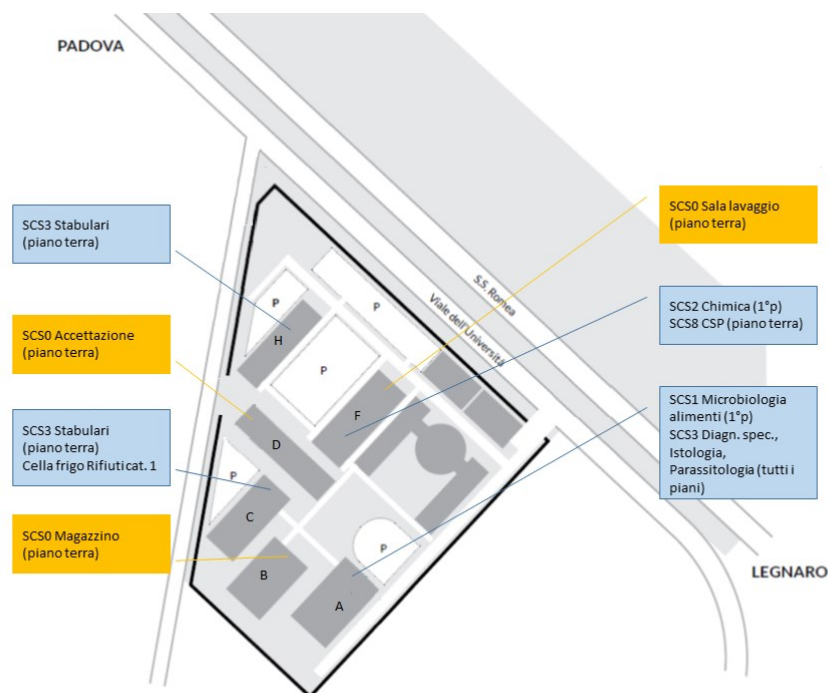 PADOVA
SCS3 Stabulari
(piano terra)
SCS0 Accettazione
(piano terra)
SCS3 Stabulari
(piano terra)
Cella frigo Rifiuti cat. 1
SCS0 Magazzino
(piano terra)
SCS0 Sala lavaggio
(piano terra)
SCS2 Chimica (1°p)
SCS8 CSP (piano terra)
SCS1 Microbiologia
alimenti (1°p)
SCS3 Diagn. spec.,
Istologia,
Parassitologia (tutti i
piani)
LEGNARO
S.S. Romea
Viale dell'Università
P
P
H
P
F
D
P
C
P
B
A